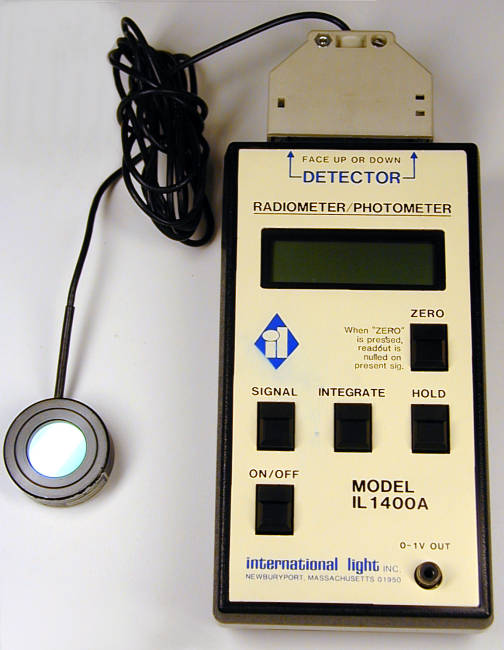 FACE UP OR DOWN
DETECTOR
RADIOMETER/PHOTOMETER
ZERO
When "ZERO"
is pressed,
readout is
nulled on
present sig.
il
SIGNAL
INTEGRATE
HOLD
ON/OFF
MODEL
IL1400A
0-1V OUT
international light INC.
NEWBURYPORT, MASSACHUSETTS 01950